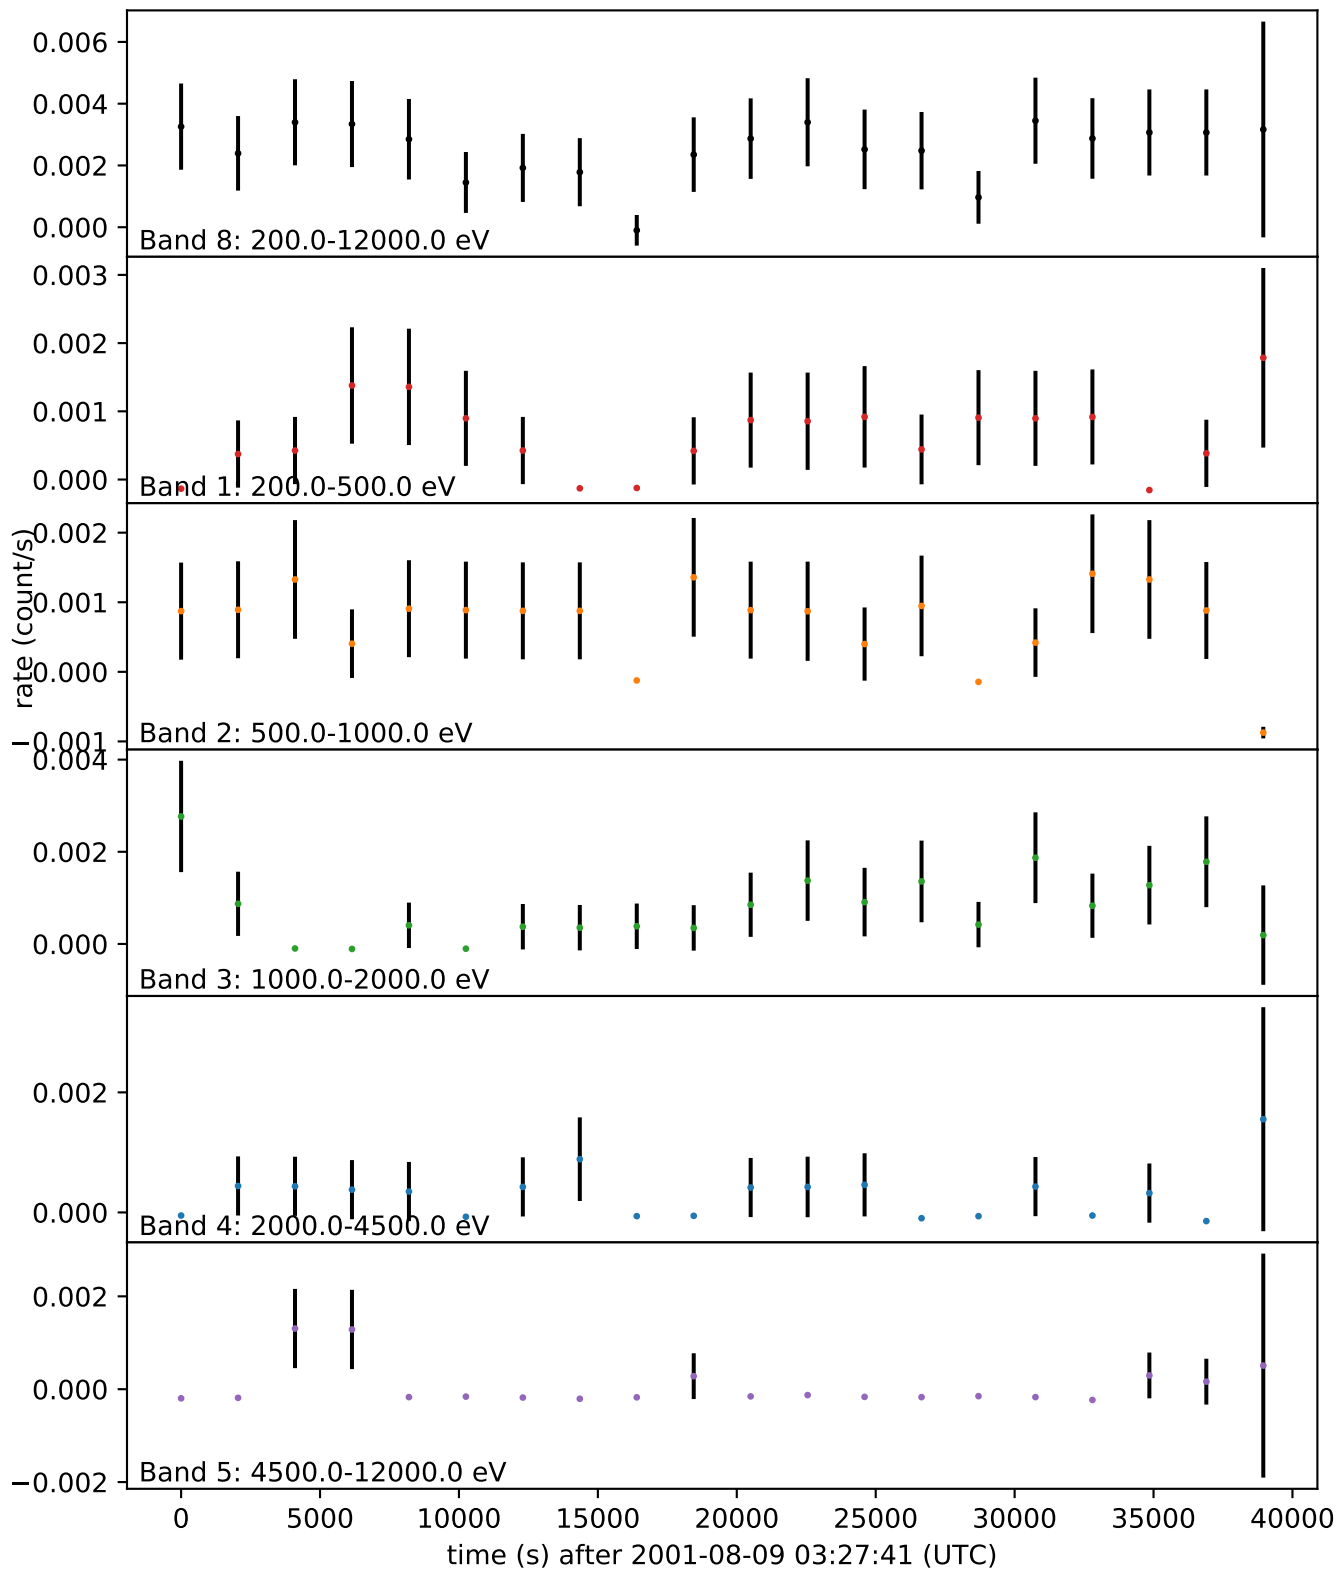 0.006
0.004
0.002
0.000
Band 8: 200.0-12000.0 eV
0.003
0.002
0.001
0.000
Band 1: 200.0-500.0 eV
rate (count/s)
0.002
0.001
0.000
−0.001
Band 2: 500.0-1000.0 eV
0.004
0.002
0.000
Band 3: 1000.0-2000.0 eV
0.002
0.000
Band 4: 2000.0-4500.0 eV
0.002
0.000
−0.002
Band 5: 4500.0-12000.0 eV
0 5000 10000 15000 20000 25000 30000 35000 40000
time (s) after 2001-08-09 03:27:41 (UTC)